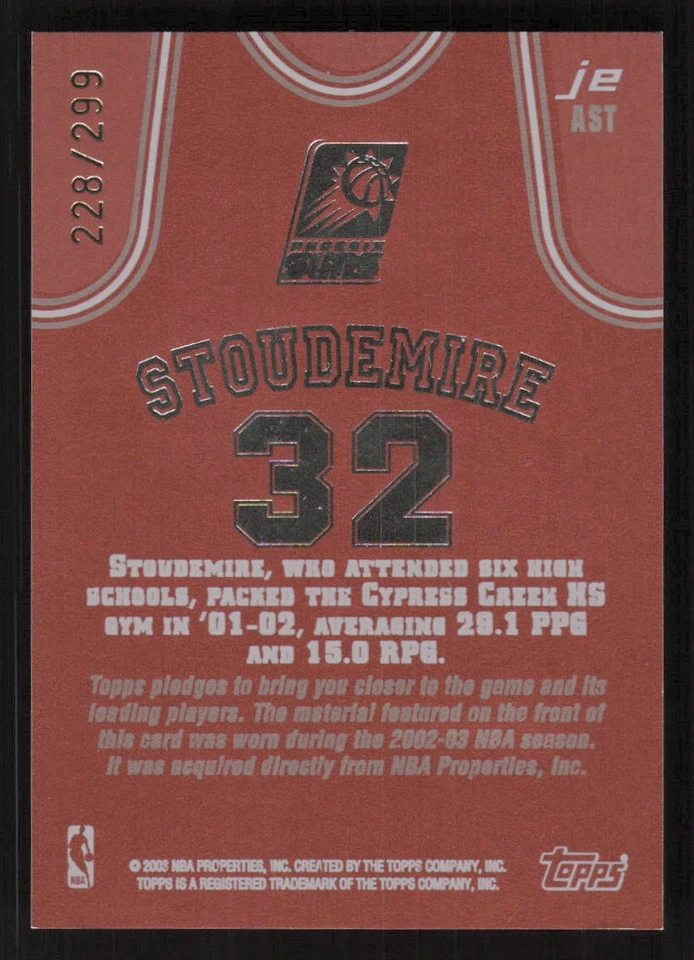 228/299
je
AST
PHOENIX
SUNS
STOUDEMIRE
32
STOUDEMIRE, WHO ATTENDED SIX HIGH
SCHOOLS, PACKED THE CYPRESS CREEK HS
GYM IN '01-02, AVERAGING 29.1 PPG
AND 15.0 RPG.
Topps pledges to bring you closer to the game and its
leading players. The material featured on the front of
this card was worn during the 2002-03 NBA season.
It was acquired directly from NBA Properties, Inc.
NBA
© 2003 NBA PROPERTIES, INC. CREATED BY THE TOPPS COMPANY, INC.
TOPPS IS A REGISTERED TRADEMARK OF THE TOPPS COMPANY, INC.
topps®